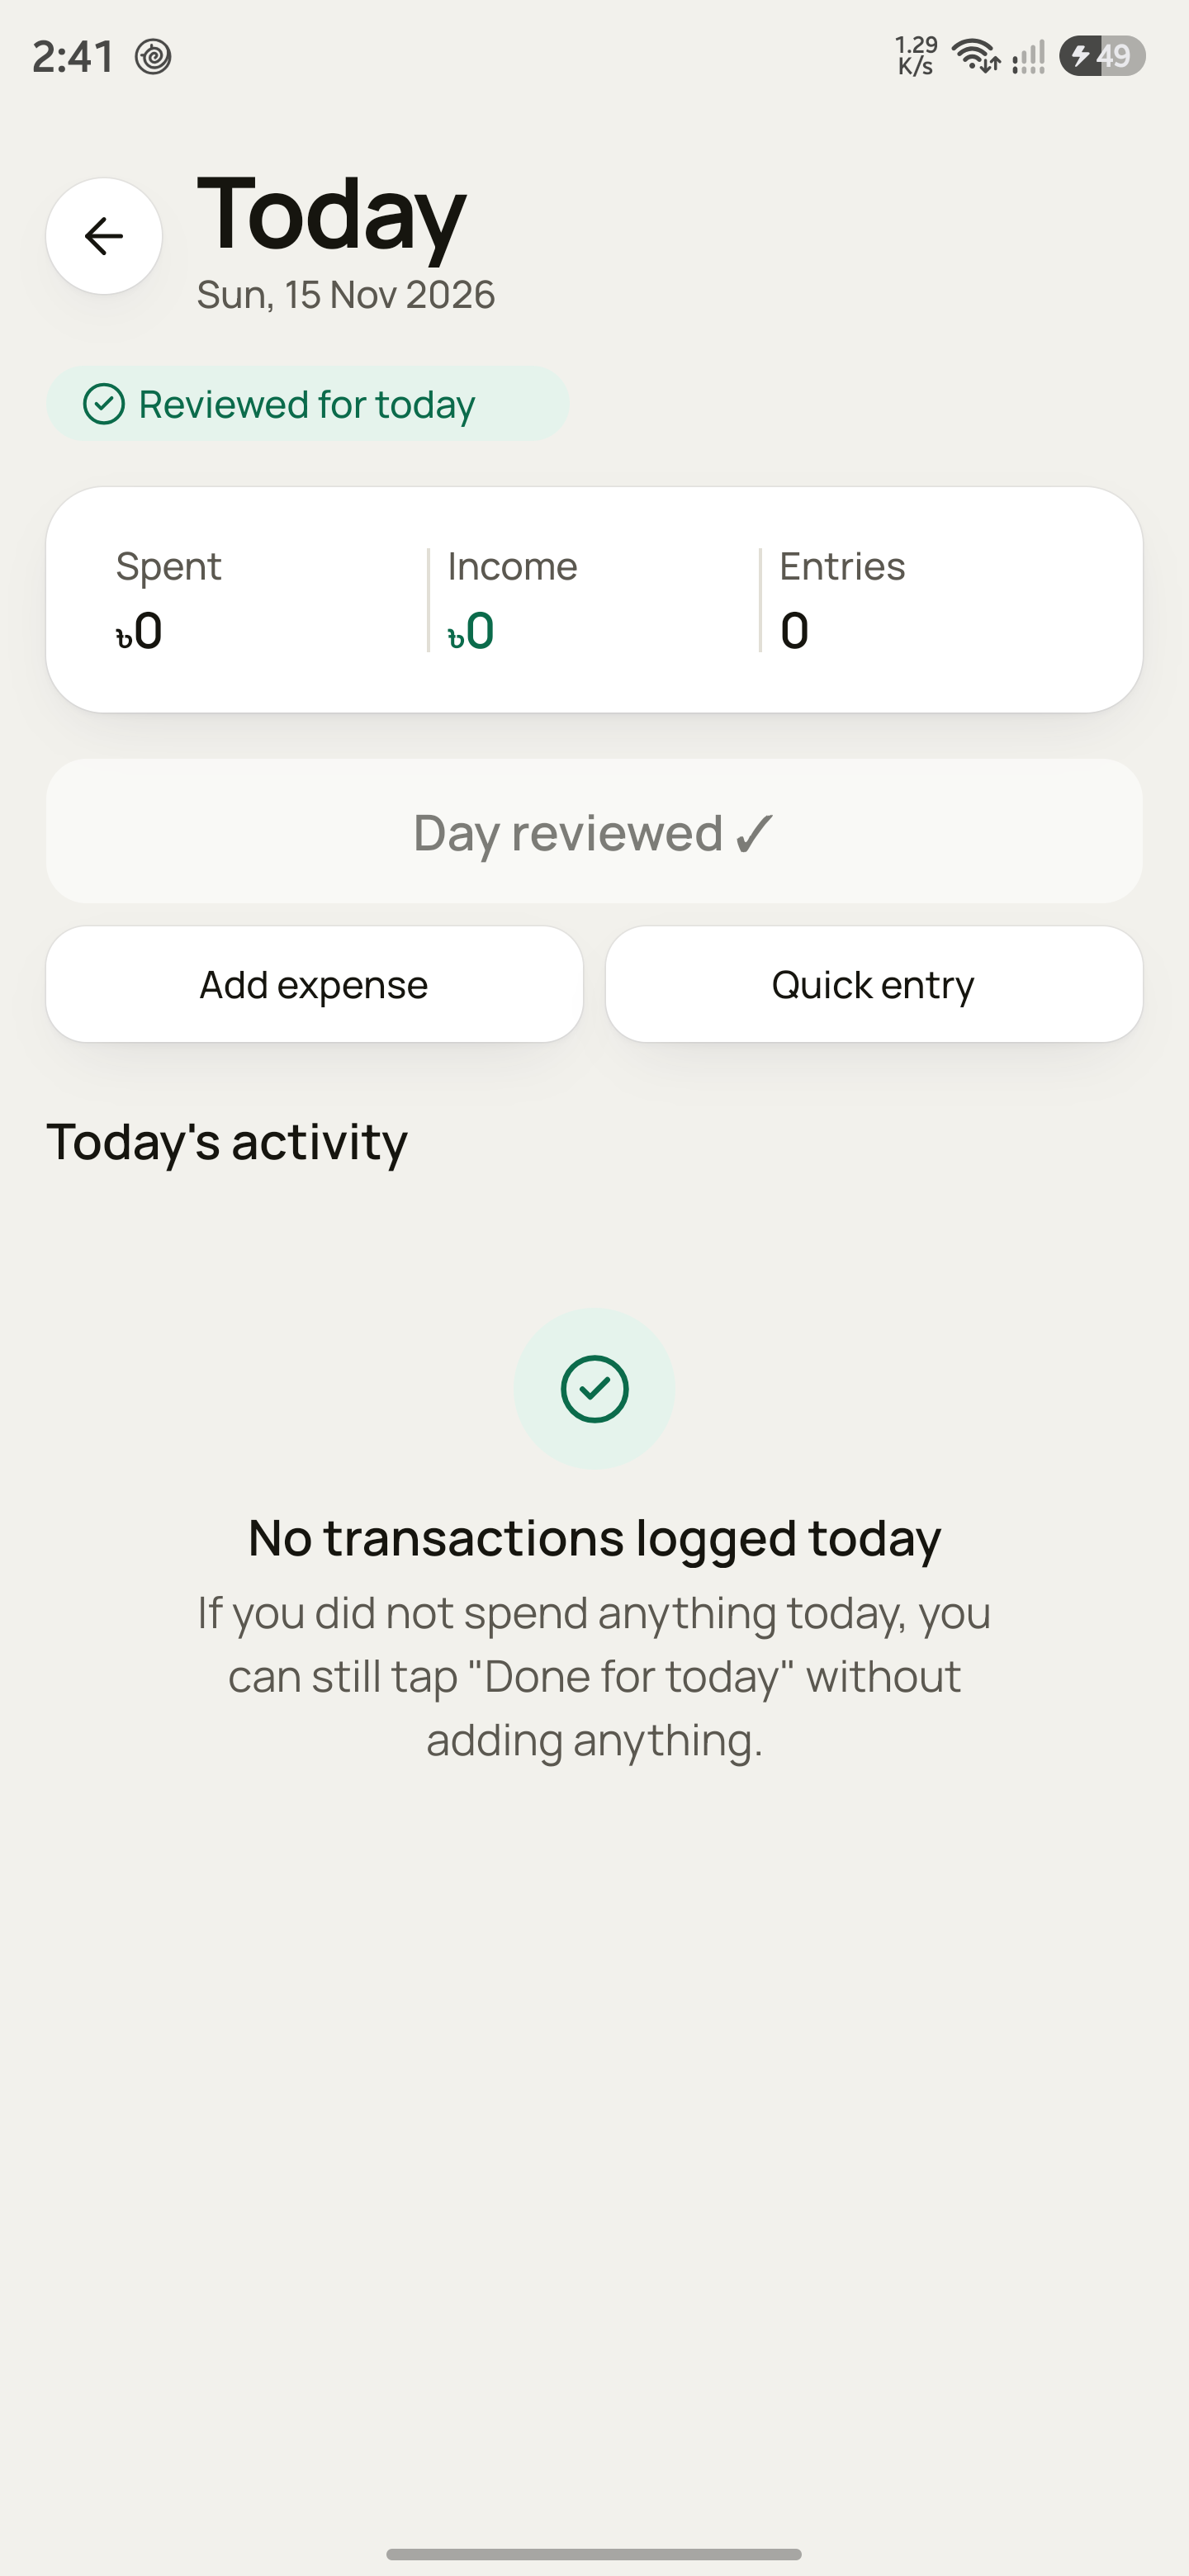 2:41
1.29
K/s
49
Today
Sun, 15 Nov 2026
Reviewed for today
Spent
Income
Entries
৳0
৳0
0
Day reviewed ✓
Add expense
Quick entry
Today's activity
No transactions logged today
If you did not spend anything today, you
can still tap "Done for today" without
adding anything.